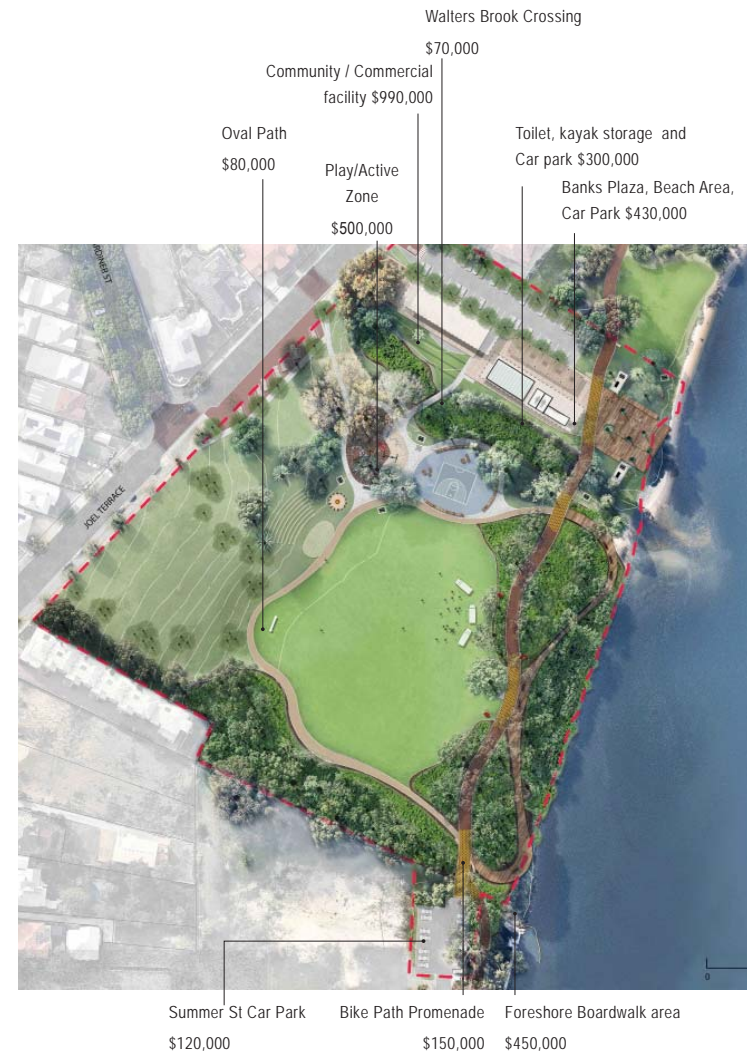 Walters Brook Crossing
$70,000
Community / Commercial
facility $990,000
Oval Path
$80,000
Play/Active
Zone
$500,000
Toilet, kayak storage and
Car park $300,000
Banks Plaza, Beach Area,
Car Park $430,000
JOEL TERRACE
0
Summer St Car Park
$120,000
Bike Path Promenade
$150,000
Foreshore Boardwalk area
$450,000